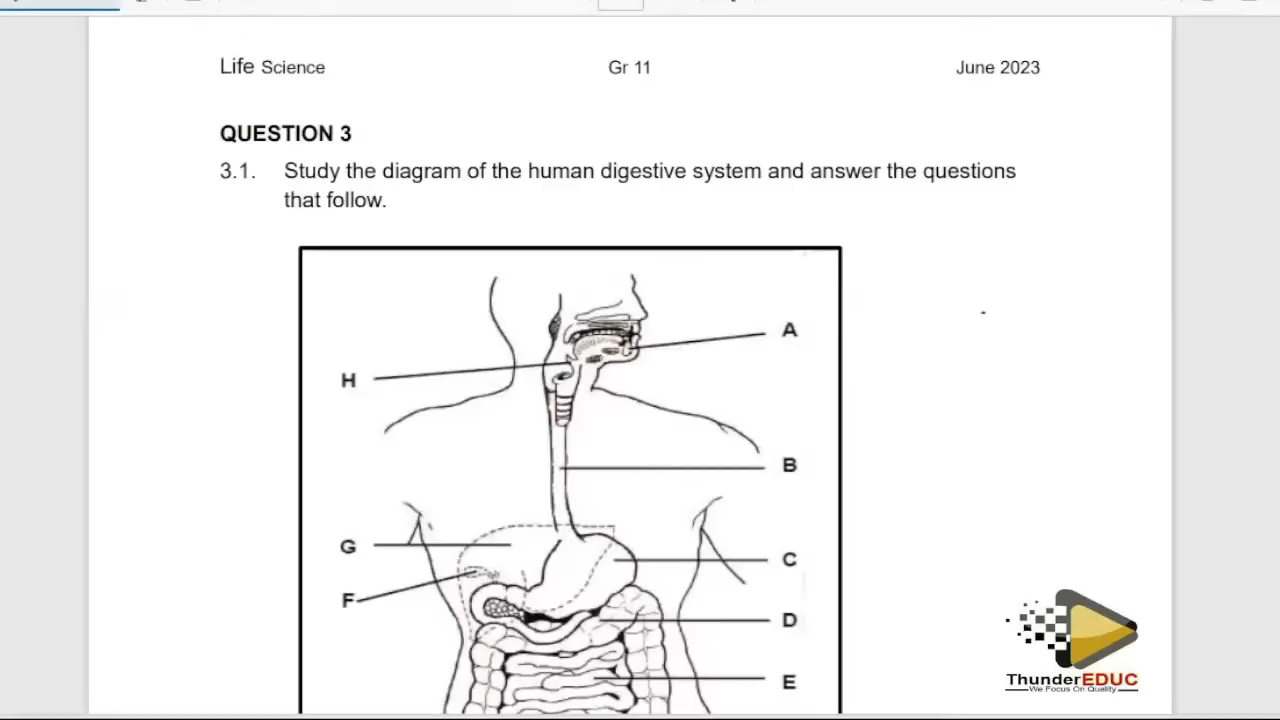 Life Science Gr 11 June 2023
QUESTION 3
3.1. Study the diagram of the human digestive system and answer the questions
that follow.
A
H
B
G
C
F
D
E
ThunderEDUC
We Focus On Quality